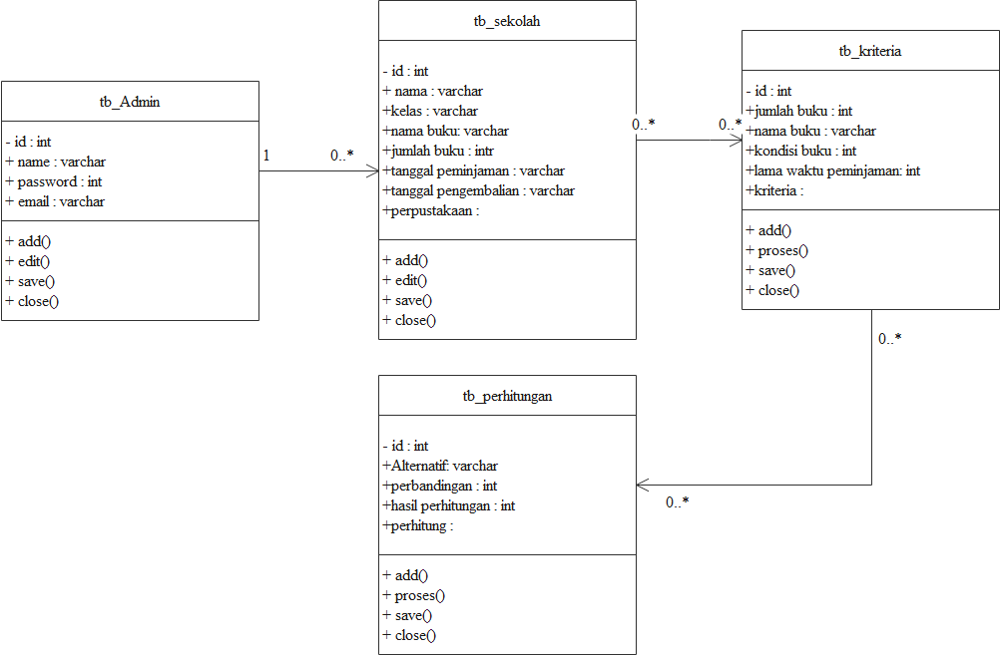 tb_Admin
- id : int
+ name : varchar
+ password : int
+ email : varchar
+ add()
+ edit()
+ save()
+ close()
1
0..*
tb_sekolah
- id : int
+ nama : varchar
+kelas : varchar
+nama buku: varchar
+jumlah buku : intr
+tanggal peminjaman : varchar
+tanggal pengembalian : varchar
+perpustakaan :
+ add()
+ edit()
+ save()
+ close()
0..*
0..*
tb_kriteria
- id : int
+jumlah buku : int
+nama buku : varchar
+kondisi buku : int
+lama waktu peminjaman: int
+kriteria :
+ add()
+ proses()
+ save()
+ close()
0..*
0..*
tb_perhitungan
- id : int
+Alternatif: varchar
+perbandingan : int
+hasil perhitungan : int
+perhitung :
+ add()
+ proses()
+ save()
+ close()